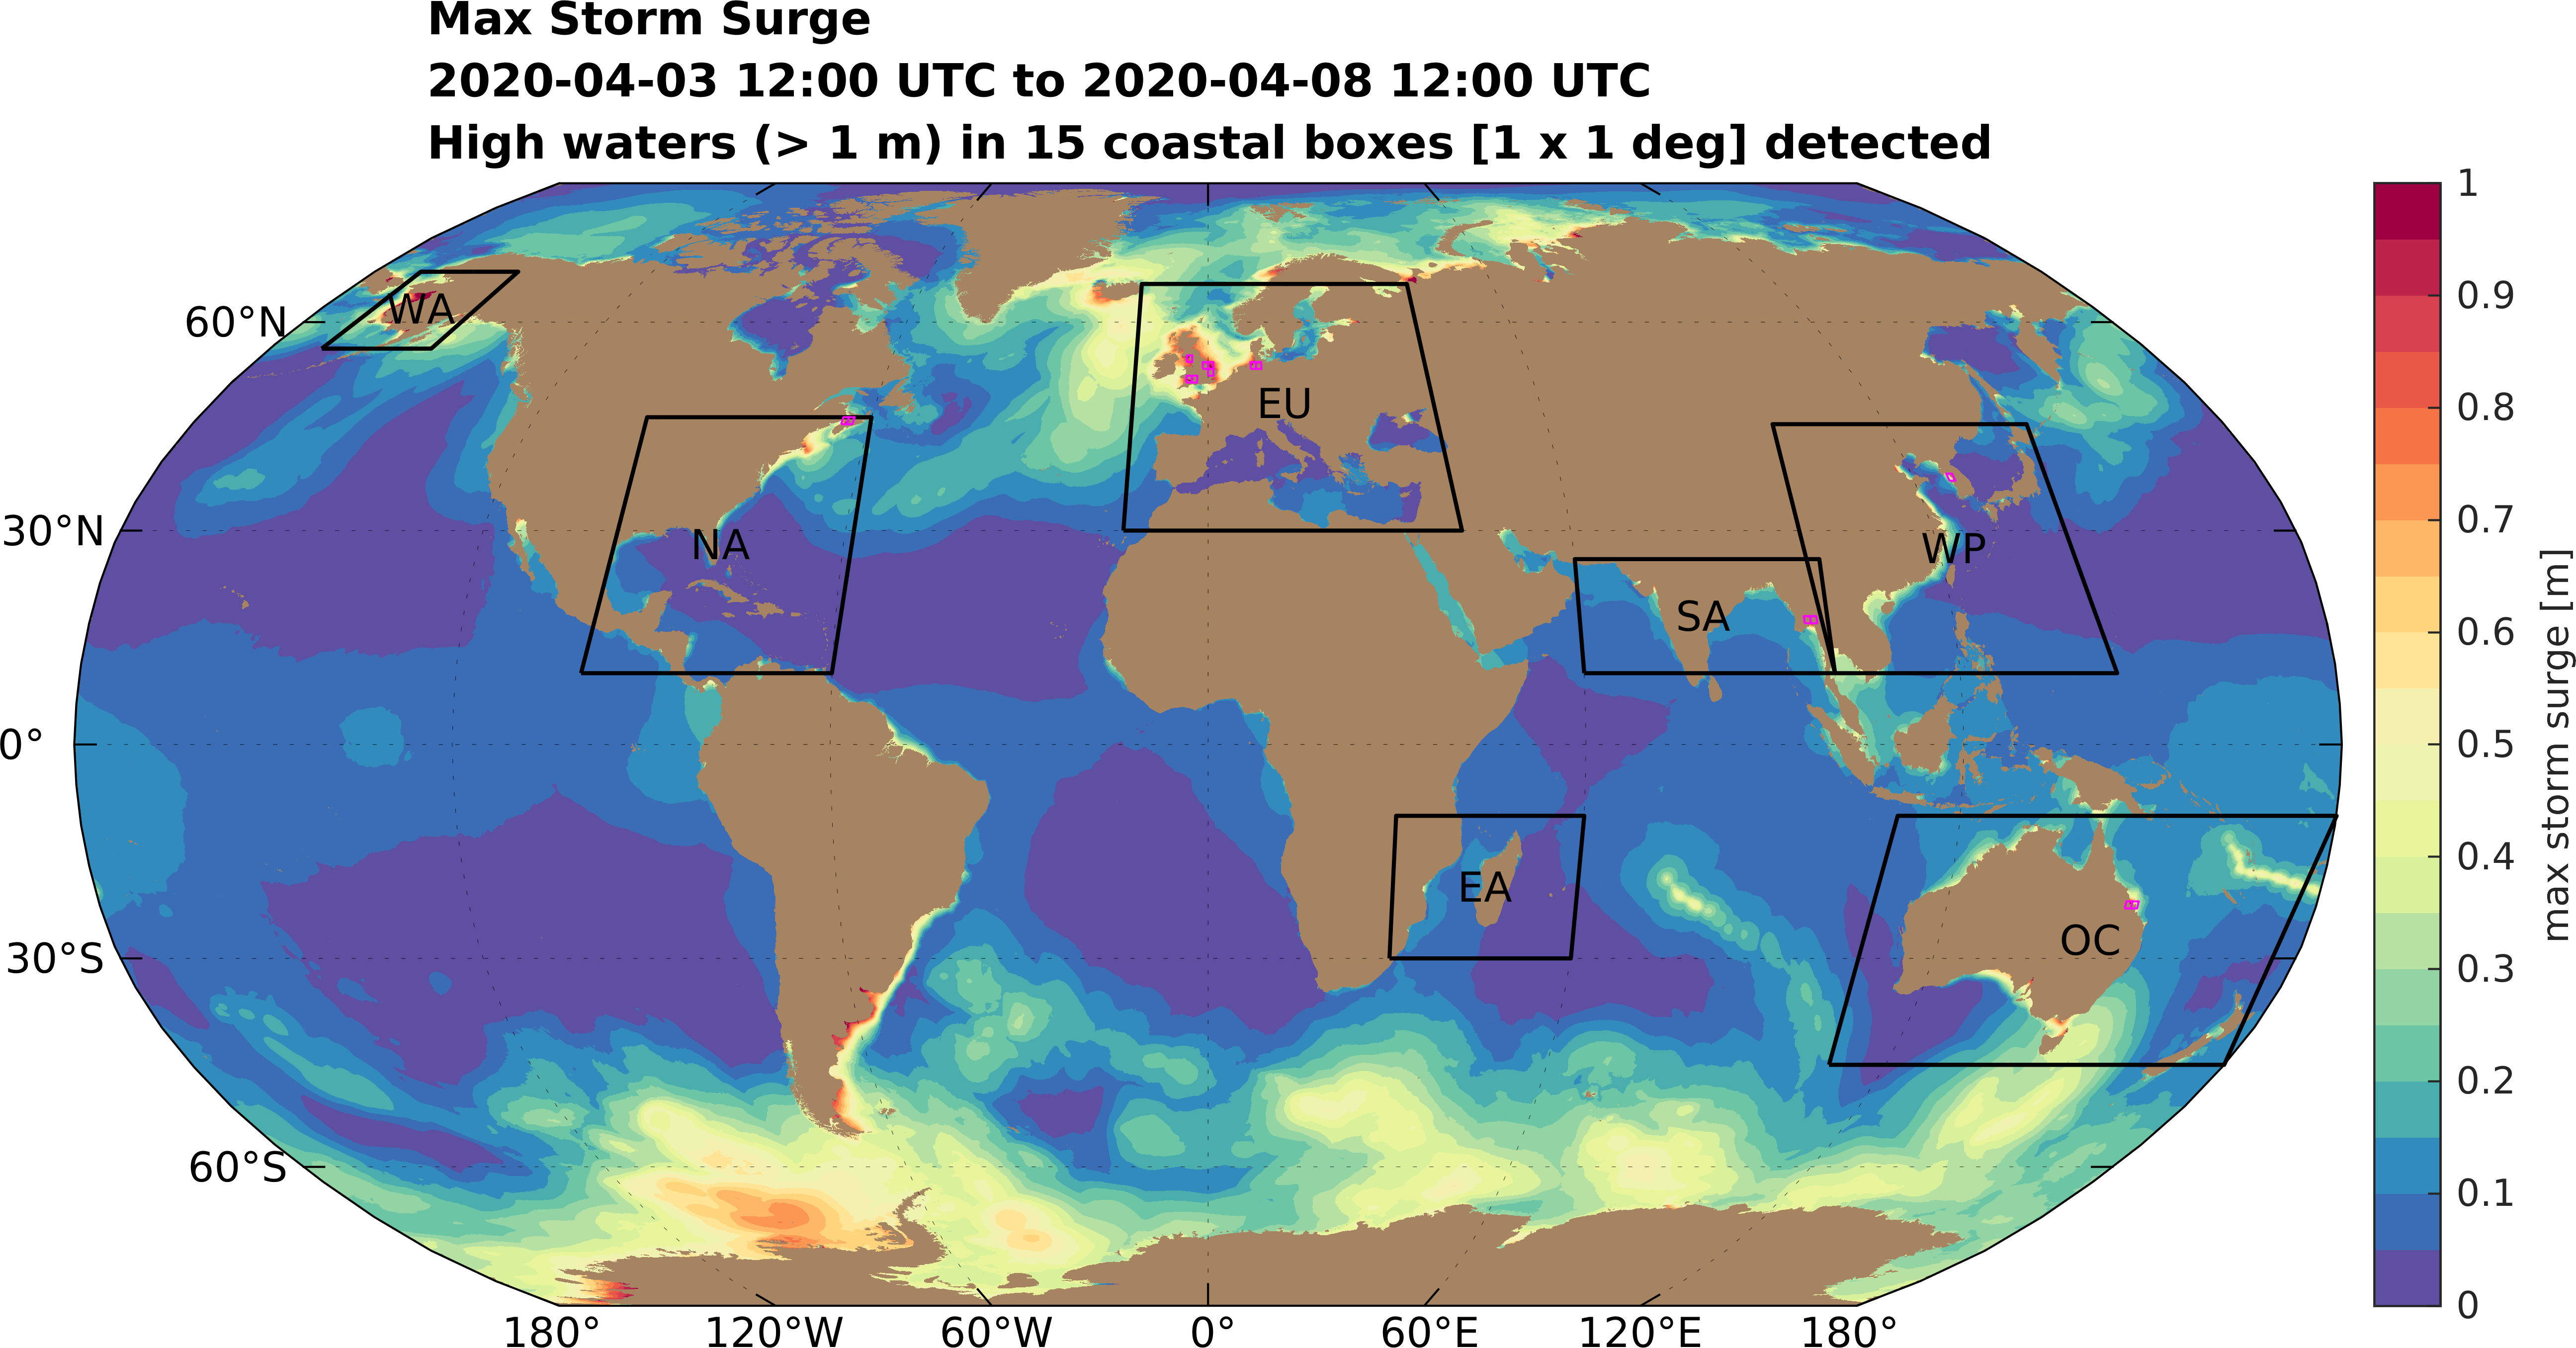 Max Storm Surge
2020-04-03 12:00 UTC to 2020-04-08 12:00 UTC
High waters (> 1 m) in 15 coastal boxes [1 x 1 deg] detected
60°N
30°N
0°
30°S
60°S
WA
NA
EU
SA
WP
EA
OC
180°
120°W
60°W
0°
60°E
120°E
180°
1
0.9
0.8
0.7
0.6
0.5
0.4
0.3
0.2
0.1
0
max storm surge [m]